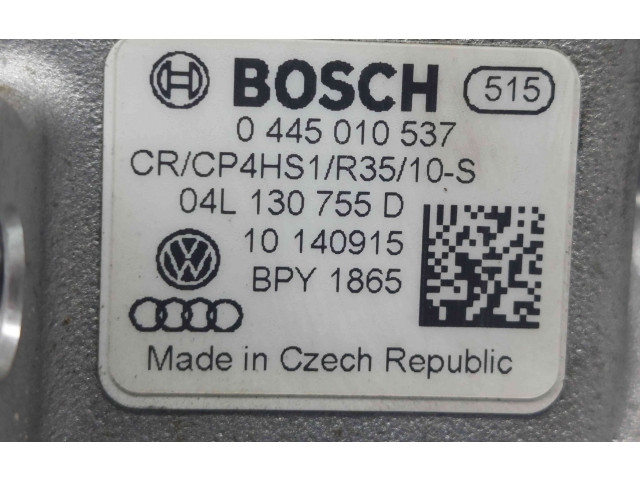 BOSCH 515
0 445 010 537
CR/CP4HS1/R35/10-S
04L 130 755 D
10 140915
BPY 1865
Made in Czech Republic